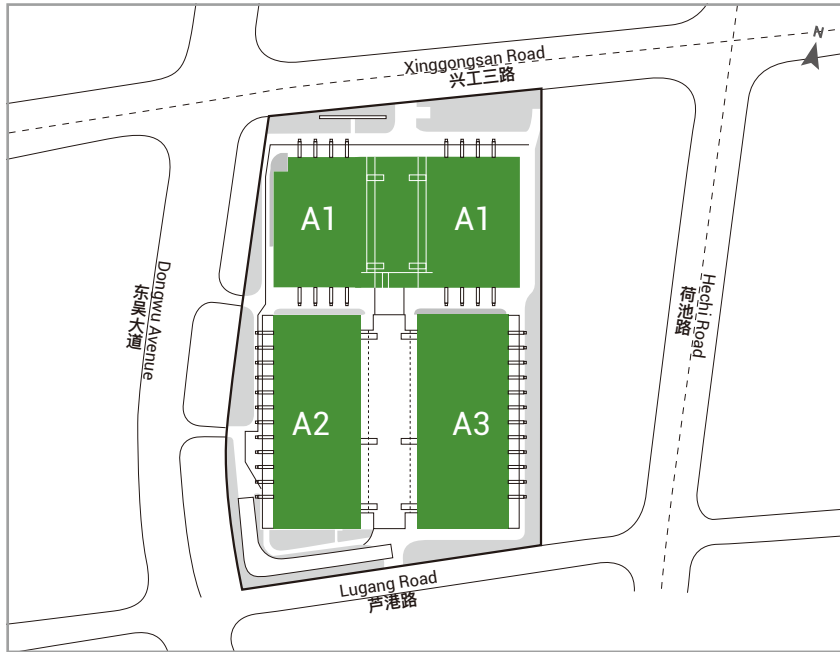 Xinggongsan Road
兴工三路
N
A1
A1
Dongwu Avenue
东吴大道
Hechi Road
荷池路
A2
A3
Lugang Road
芦港路